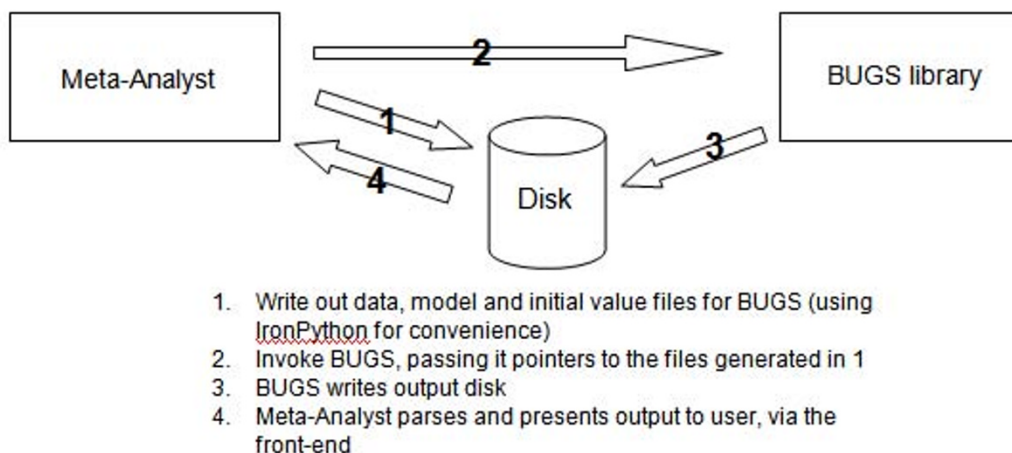 Meta-Analyst
2
BUGS library
1
3
4
Disk
1. Write out data, model and initial value files for BUGS (using
IronPython for convenience)
2. Invoke BUGS, passing it pointers to the files generated in 1
3. BUGS writes output disk
4. Meta-Analyst parses and presents output to user, via the
front-end